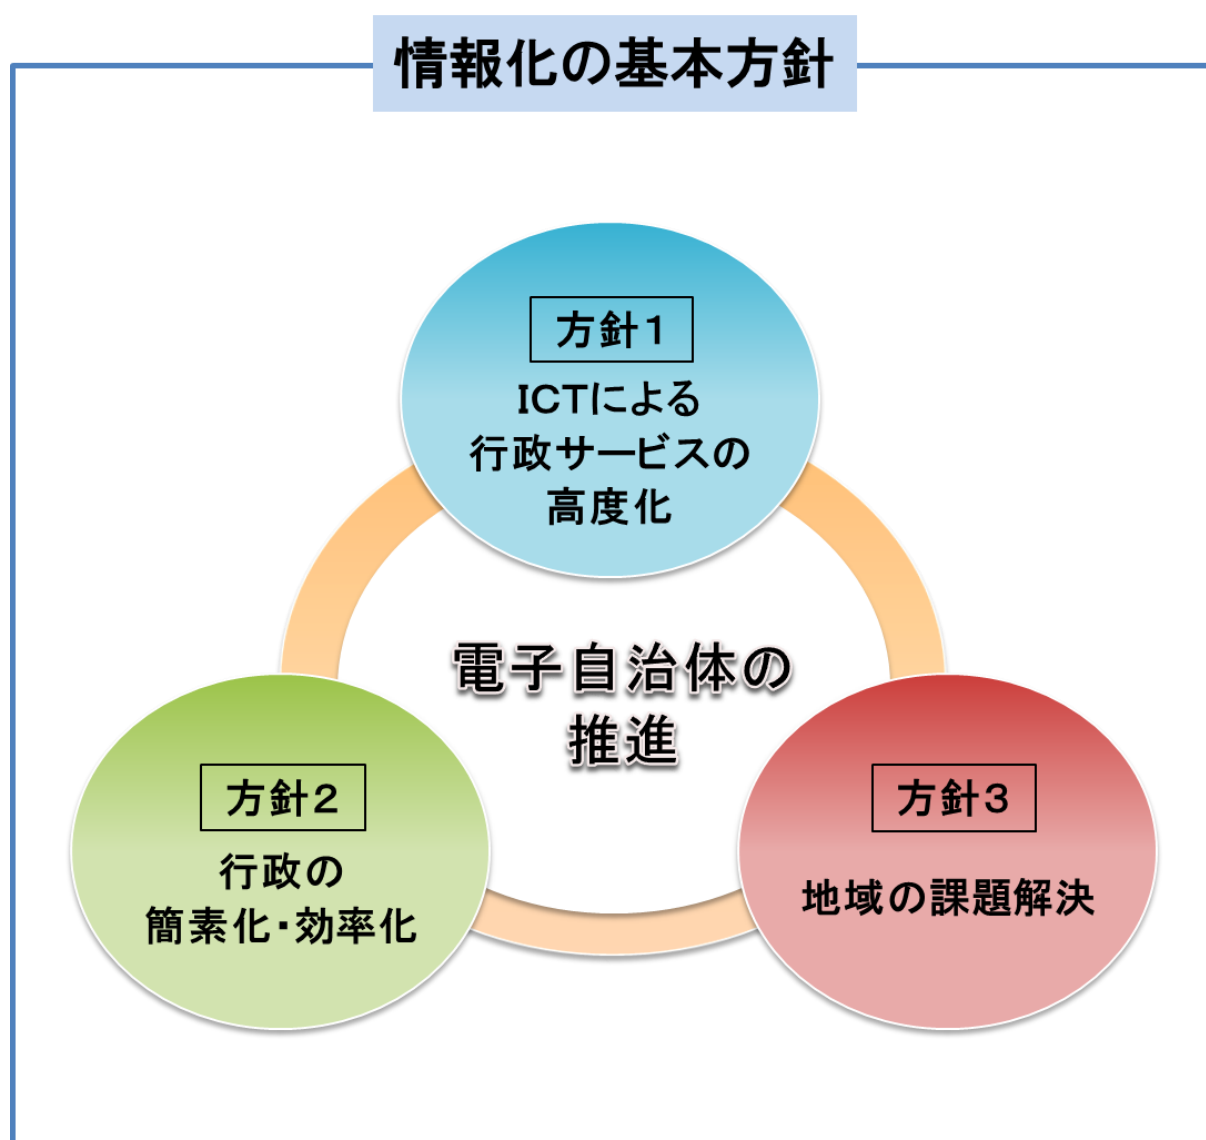 情報化の基本方針
方針1
ICTによる
行政サービスの
高度化
電子自治体の
推進
方針2
行政の
簡素化・効率化
方針3
地域の課題解決